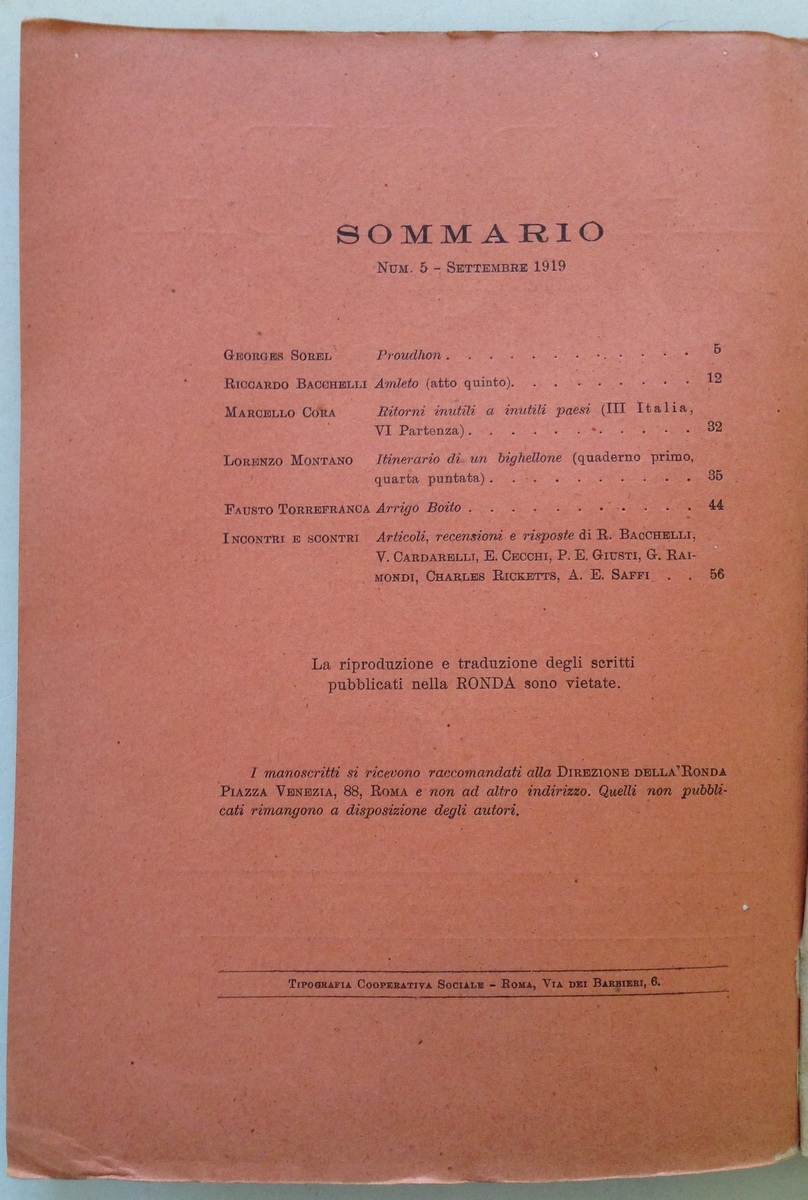 SOMMARIO
NUM. 5 – SETTEMBRE 1919
GEORGES SOREL Proudhon . . . . . . . . . . 5
RICCARDO BACCHELLI Amleto (atto quinto). . . . . . . . 12
MARCELLO CORA Ritorni inutili a inutili paesi (III Italia,
VI Partenza) . . . . . . . . . 32
LORENZO MONTANO Itinerario di un bighellone (quaderno primo,
quarta puntata) . . . . . . . . 35
FAUSTO TORREFRANCA Arrigo Boito . . . . . . . . . 44
INCONTRI E SCONTRI Articoli, recensioni e risposte di R. BACCHELLI,
V. CARDARELLI, E. CECCHI, P. E. GIUSTI, G. RAI-
MONDI, CHARLES RICKETTS, A. E. SAFFI . . 56
La riproduzione e traduzione degli scritti
pubblicati nella RONDA sono vietate.
I manoscritti si ricevono raccomandati alla DIREZIONE DELLA RONDA
PIAZZA VENEZIA, 88, ROMA e non ad altro indirizzo. Quelli non pubbli-
cati rimangono a disposizione degli autori.
TIPOGRAFIA COOPERATIVA SOCIALE – ROMA, VIA DEI BARBIERI, 6.